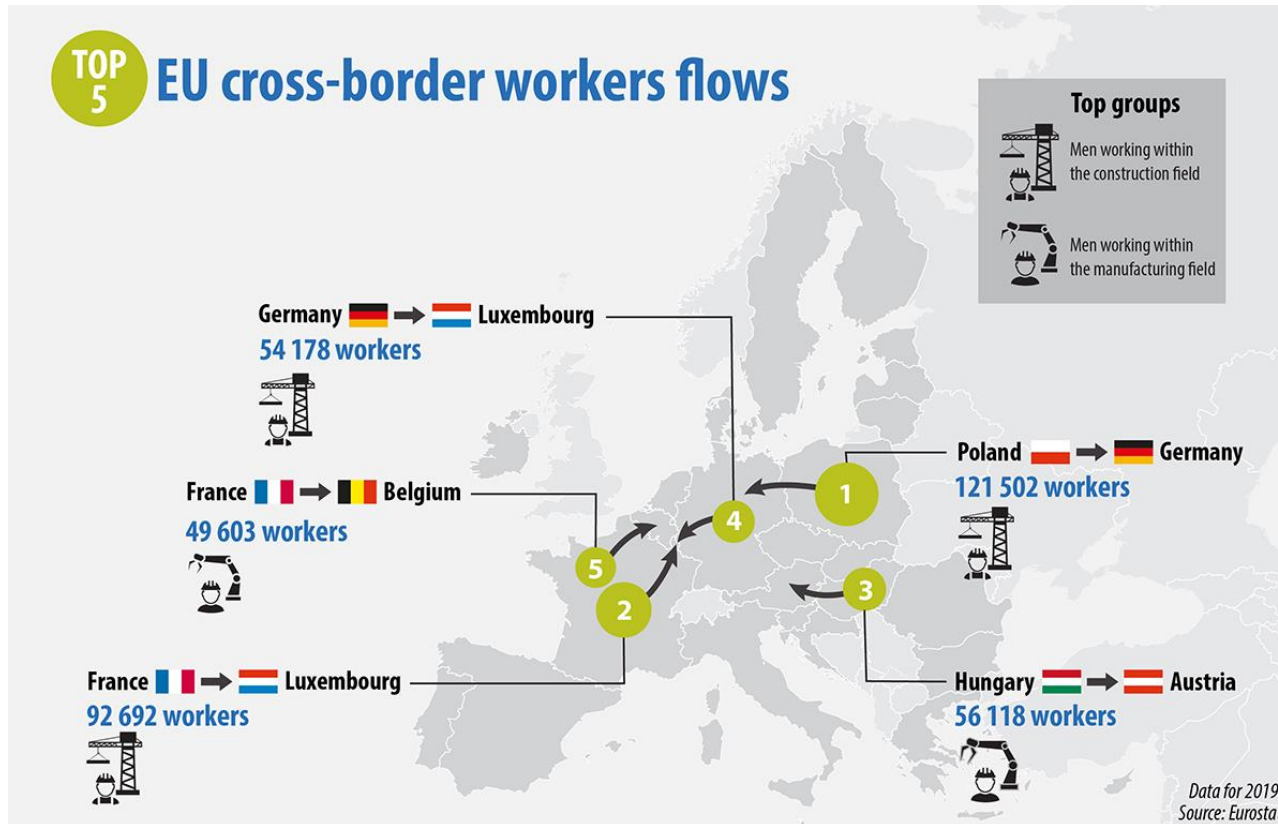 TOP
5
EU cross-border workers flows
Top groups
Men working within
the construction field
Men working within
the manufacturing field
Germany Luxembourg
54 178 workers
France Belgium
49 603 workers
France Luxembourg
92 692 workers
Poland Germany
121 502 workers
Hungary Austria
56 118 workers
1
4
5
2
3
Data for 2019
Source: Eurosta